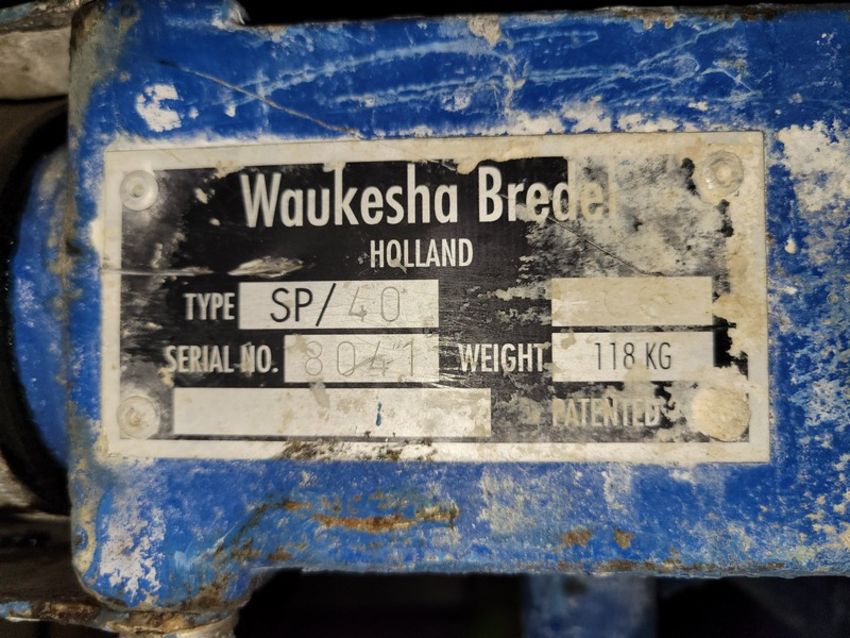 Waukesha Bredel
HOLLAND
TYPE SP/40
SERIAL NO. 8041 WEIGHT 118 KG
PATENTED